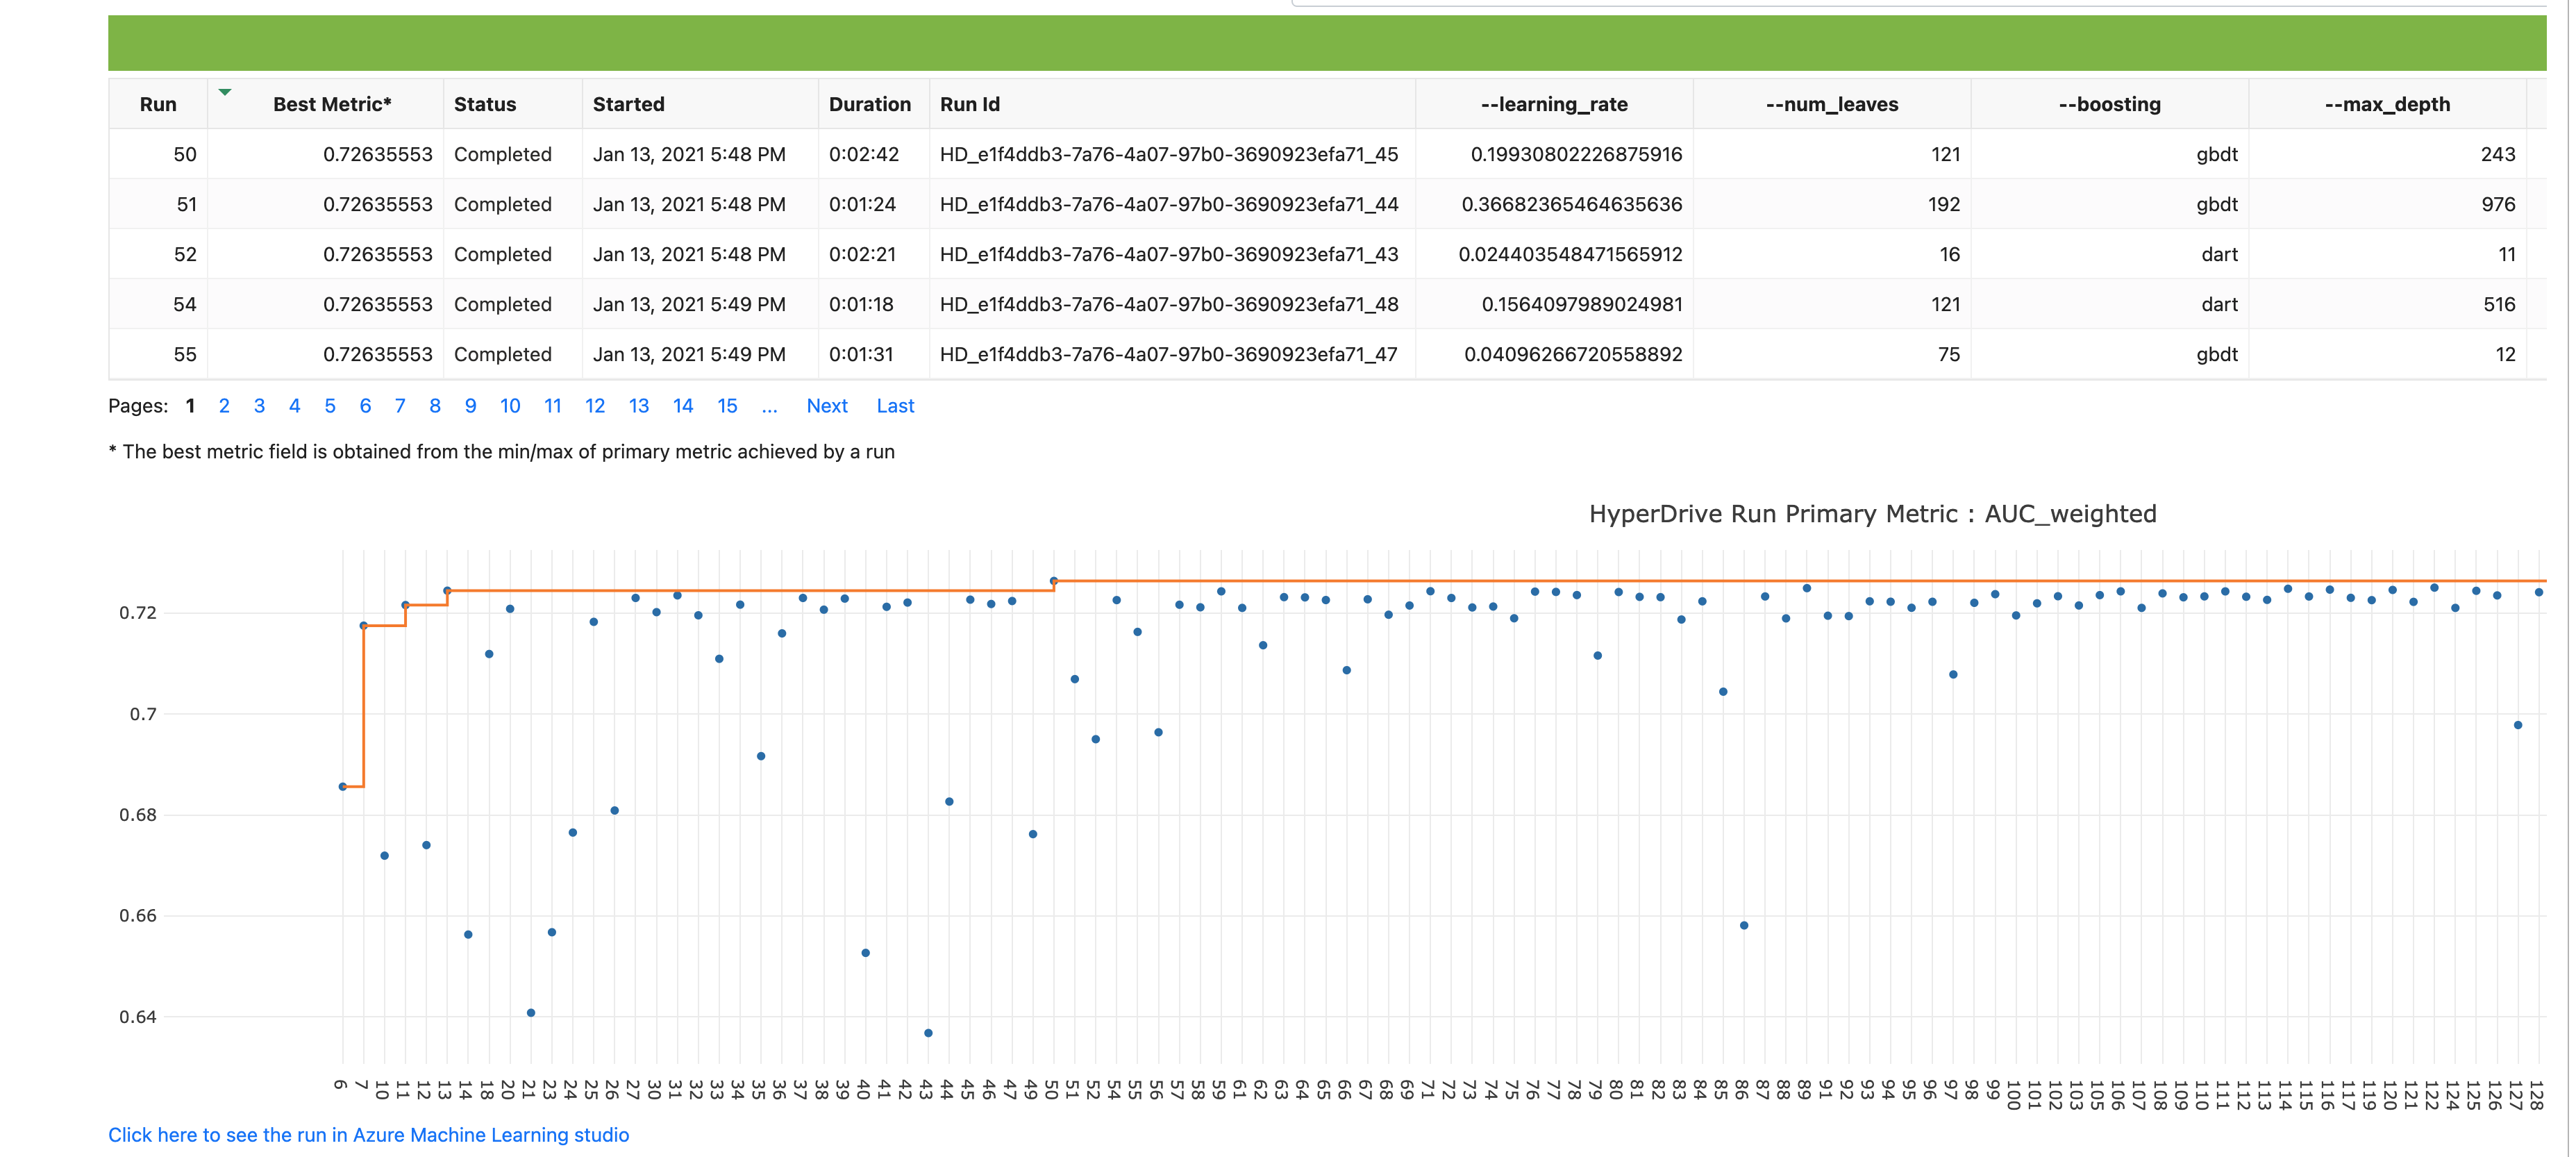 Run Best Metric* Status Started Duration Run Id --learning_rate --num_leaves --boosting --max_depth
50 0.72635553 Completed Jan 13, 2021 5:48 PM 0:02:42 HD_e1f4ddb3-7a76-4a07-97b0-3690923efa71_45 0.19930802226875916 121 gbdt 243
51 0.72635553 Completed Jan 13, 2021 5:48 PM 0:01:24 HD_e1f4ddb3-7a76-4a07-97b0-3690923efa71_44 0.36682365464635636 192 gbdt 976
52 0.72635553 Completed Jan 13, 2021 5:48 PM 0:02:21 HD_e1f4ddb3-7a76-4a07-97b0-3690923efa71_43 0.024403548471565912 16 dart 11
54 0.72635553 Completed Jan 13, 2021 5:49 PM 0:01:18 HD_e1f4ddb3-7a76-4a07-97b0-3690923efa71_48 0.1564097989024981 121 dart 516
55 0.72635553 Completed Jan 13, 2021 5:49 PM 0:01:31 HD_e1f4ddb3-7a76-4a07-97b0-3690923efa71_47 0.04096266720558892 75 gbdt 12
Pages: 1 2 3 4 5 6 7 8 9 10 11 12 13 14 15 ... Next Last
* The best metric field is obtained from the min/max of primary metric achieved by a run
HyperDrive Run Primary Metric : AUC_weighted
0.72
0.7
0.68
0.66
0.64
6 7 10 11 12 13 14 18 20 21 23 24 25 26 27 30 31 32 33 34 35 36 37 38 39 40 41 42 43 44 45 46 47 49 50 51 52 54 55 56 57 58 59 61 62 63 64 65 66 67 68 69 71 72 73 74 75 76 77 78 79 80 81 82 83 84 85 86 87 88 89 91 92 93 94 95 96 97 98 99 100 101 102 103 105 106 107 108 109 110 111 112 113 114 115 116 117 119 120 121 122 124 125 126 127 128
Click here to see the run in Azure Machine Learning studio